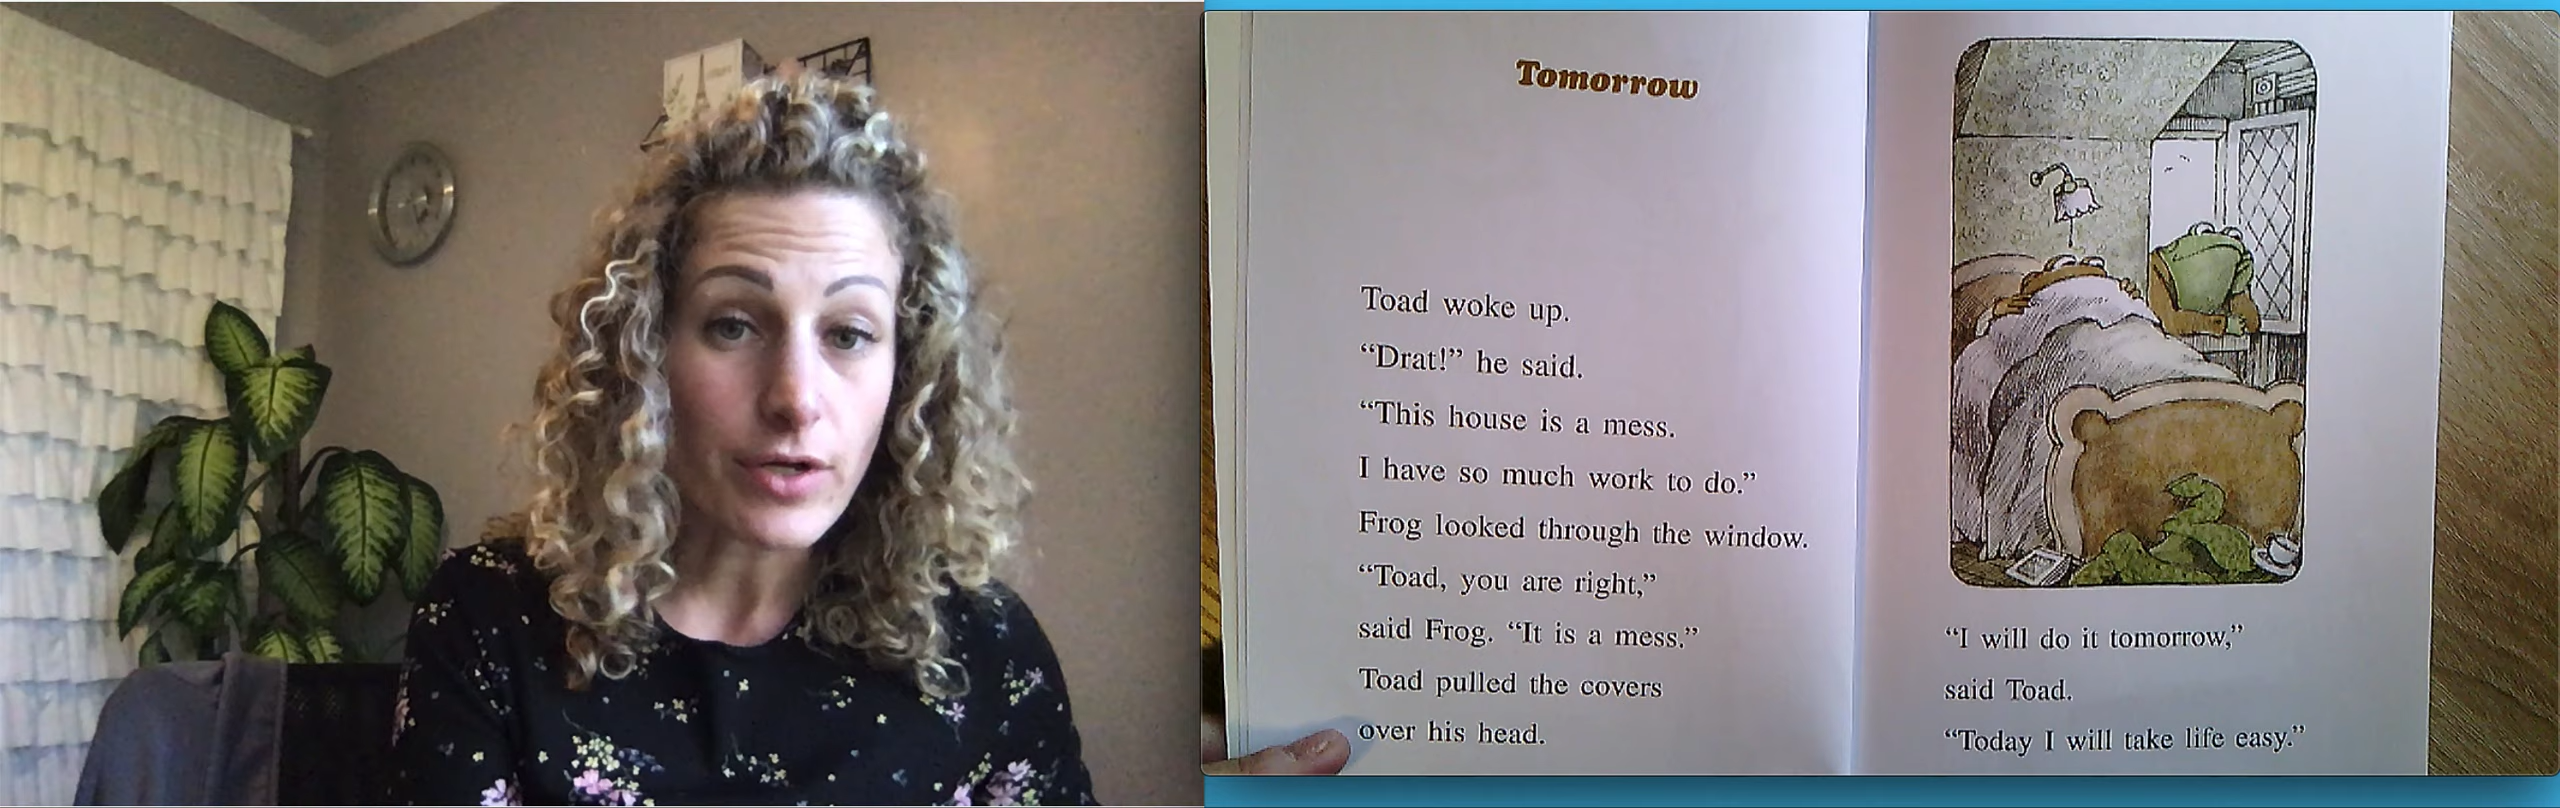 Tomorrow
Toad woke up.
“Drat!” he said.
“This house is a mess.
I have so much work to do.”
Frog looked through the window.
“Toad, you are right,”
said Frog. “It is a mess.”
Toad pulled the covers
over his head.
“I will do it tomorrow,”
said Toad.
“Today I will take life easy.”